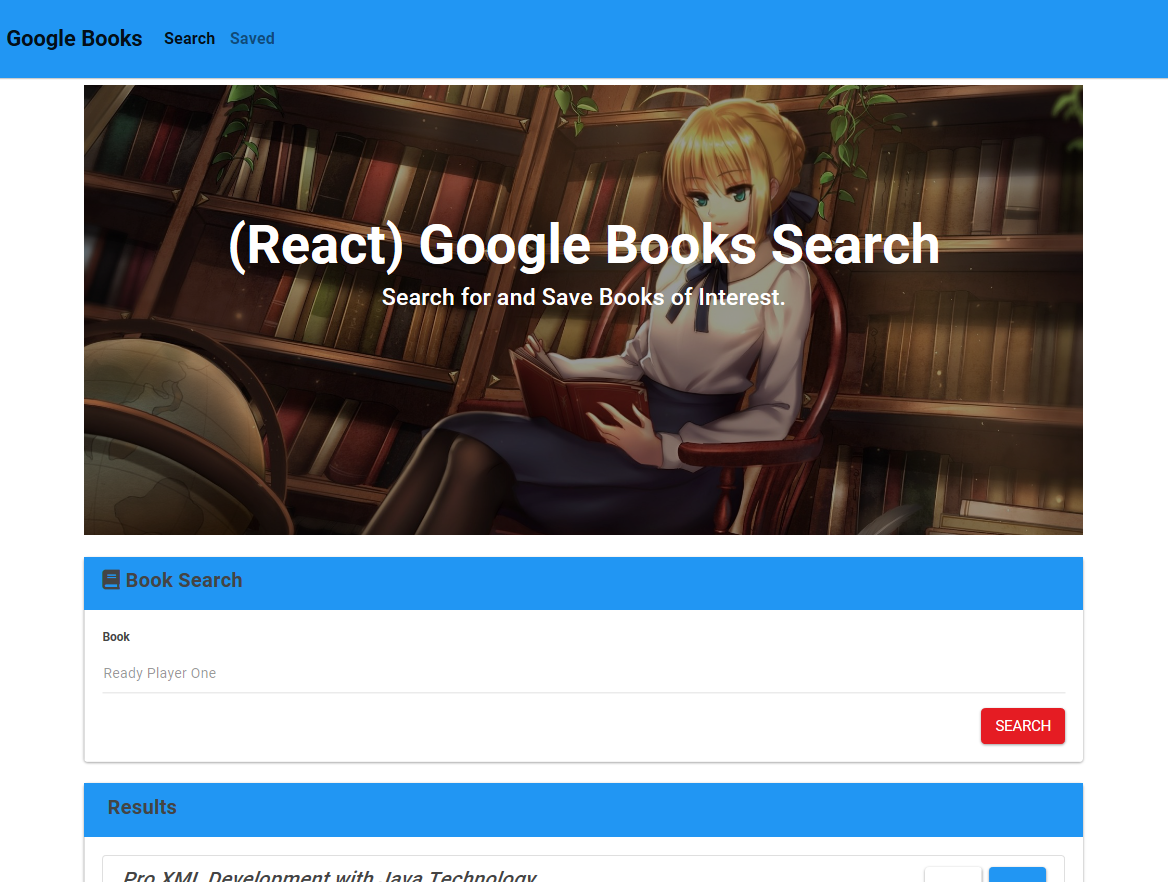 Google Books Search Saved
(React) Google Books Search
Search for and Save Books of Interest.
Book Search
Book
Ready Player One
SEARCH
Results
Pro XML Development with Java Technology